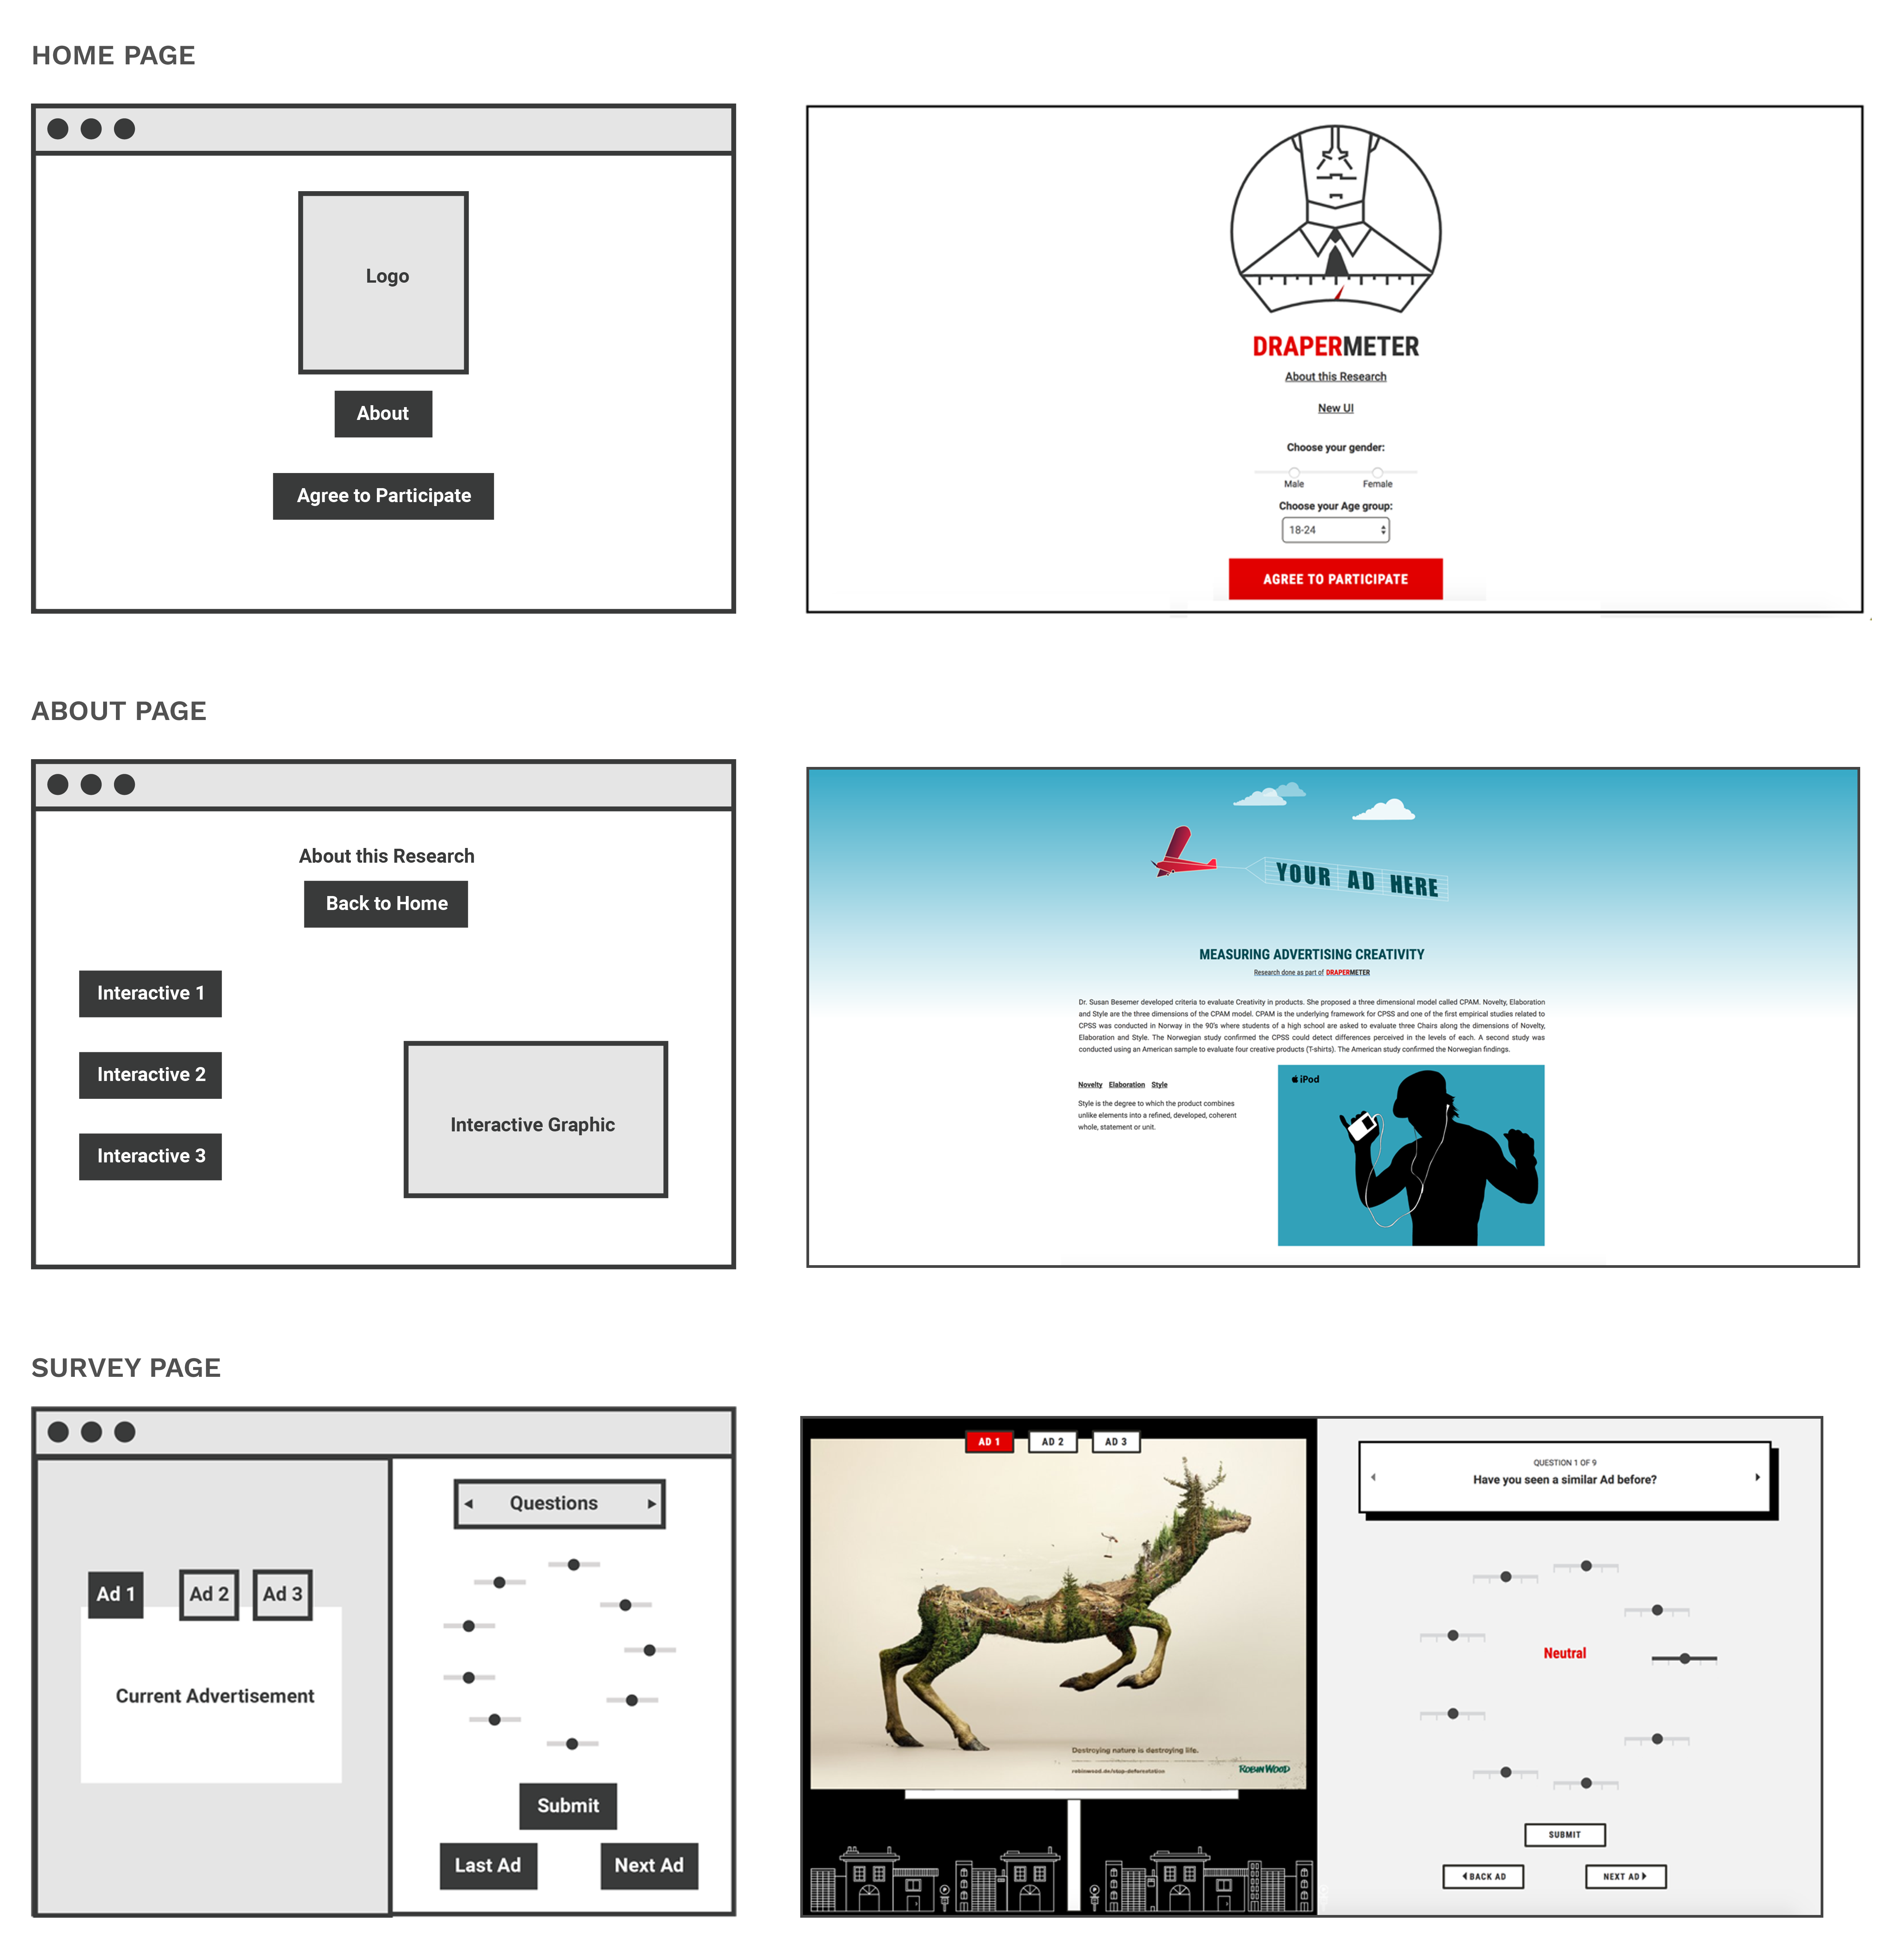 HOME PAGE
Logo
About
Agree to Participate
DRAPERMETER
About this Research
New UI
Choose your gender:
Male Female
Choose your Age group:
18-24
AGREE TO PARTICIPATE
ABOUT PAGE
About this Research
Back to Home
Interactive 1
Interactive 2
Interactive 3
Interactive Graphic
YOUR AD HERE
MEASURING ADVERTISING CREATIVITY
Research done as part of DRAPERMETER
Dr. Susan Besemer developed criteria to evaluate Creativity in products. She proposed a three dimensional model called CPAM. Novelty, Elaboration
and Style are the three dimensions of the CPAM model. CPAM is the underlying framework for CPSS and one of the first empirical studies related to
CPSS was conducted in Norway in the 90's where students of a high school are asked to evaluate three Chairs along the dimensions of Novelty,
Elaboration and Style. The Norwegian study confirmed the CPSS could detect differences perceived in the levels of each. A second study was
conducted using an American sample to evaluate four creative products (T-shirts). The American study confirmed the Norwegian findings.
Novelty Elaboration Style
Style is the degree to which the product combines
unlike elements into a refined, developed, coherent
whole, statement or unit.
iPod
SURVEY PAGE
Ad 1 Ad 2 Ad 3
Current Advertisement
Questions
Submit
Last Ad Next Ad
AD 1 AD 2 AD 3
Destroying nature is destroying life.
robinwood.de/stop-deforestation
ROBIN WOOD
QUESTION 1 OF 9
Have you seen a similar Ad before?
Neutral
SUBMIT
BACK AD NEXT AD